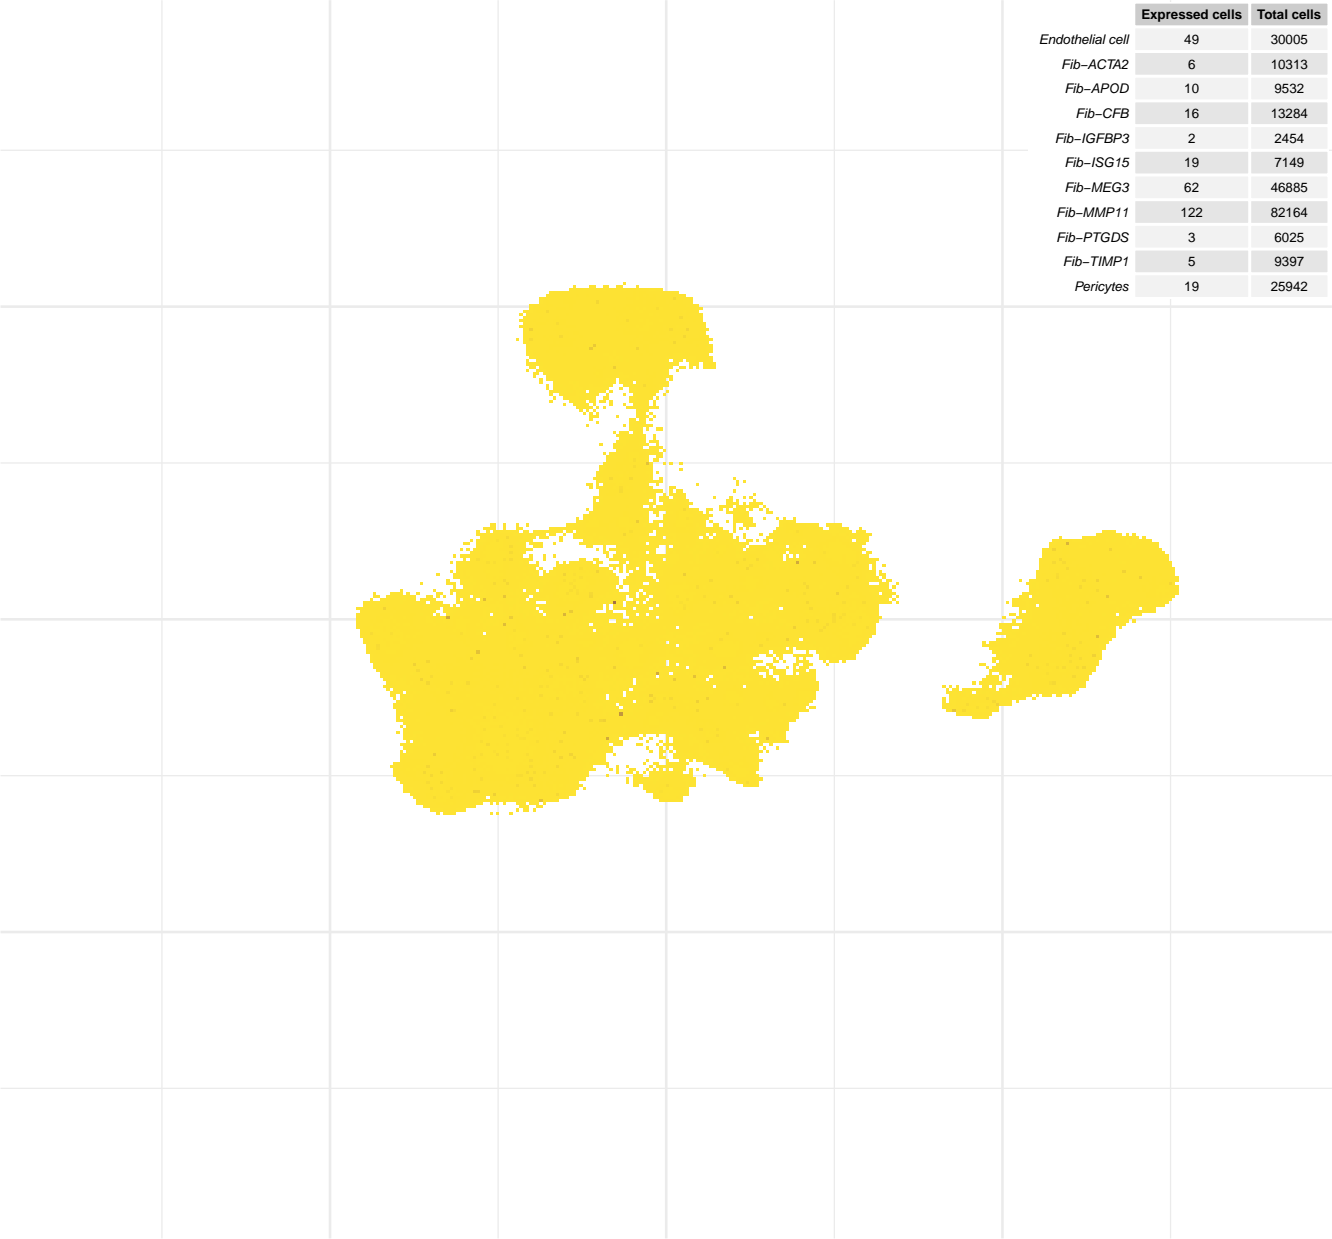 Expressed cells Total cells
Endothelial cell 49 30005
Fib−ACTA2 6 10313
Fib−APOD 10 9532
Fib−CFB 16 13284
Fib−IGFBP3 2 2454
Fib−ISG15 19 7149
Fib−MEG3 62 46885
Fib−MMP11 122 82164
Fib−PTGDS 3 6025
Fib−TIMP1 5 9397
Pericytes 19 25942